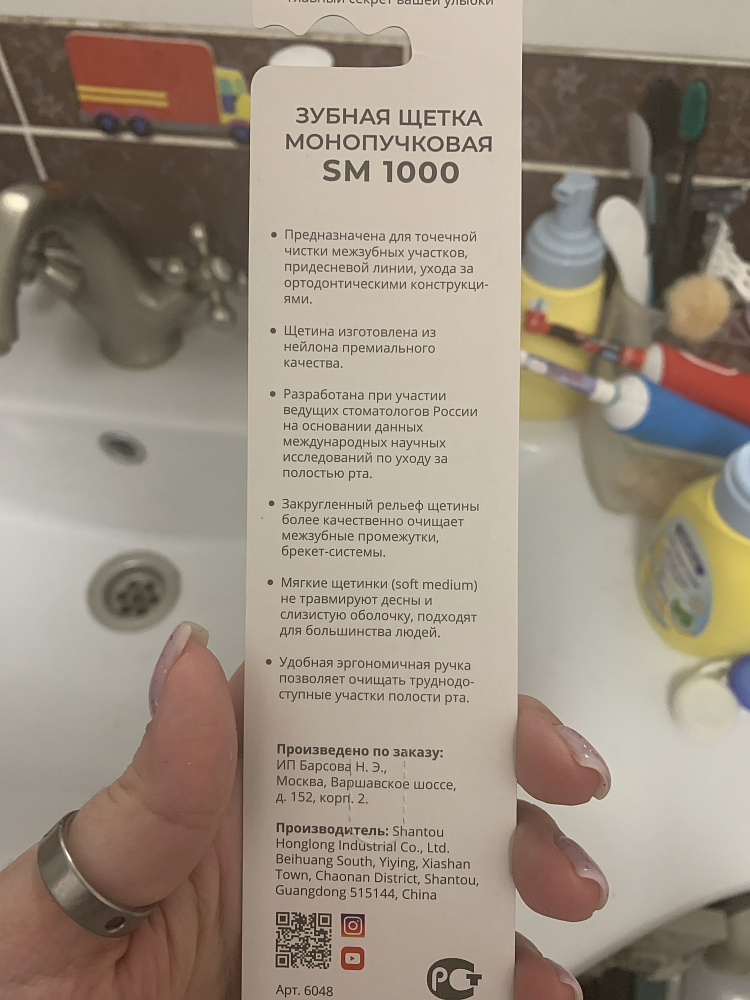 Главный секрет вашей улыбки
ЗУБНАЯ ЩЕТКА
МОНОПУЧКОВАЯ
SM 1000
• Предназначена для точечной
чистки межзубных участков,
придесневой линии, ухода за
ортодонтическими конструкци-
ями.
• Щетина изготовлена из
нейлона премиального
качества.
• Разработана при участии
ведущих стоматологов России
на основании данных
международных научных
исследований по уходу за
полостью рта.
• Закругленный рельеф щетины
более качественно очищает
межзубные промежутки,
брекет-системы.
• Мягкие щетинки (soft medium)
не травмируют десны и
слизистую оболочку, подходят
для большинства людей.
• Удобная эргономичная ручка
позволяет очищать труднодо-
ступные участки полости рта.
Произведено по заказу:
ИП Барсова Н. Э.,
Москва, Варшавское шоссе,
д. 152, корп. 2.
Производитель: Shantou
Honglong Industrial Co., Ltd.
Beihuang South, Yiying, Xiashan
Town, Chaonan District, Shantou,
Guangdong 515144, China
Арт. 6048
РСТ